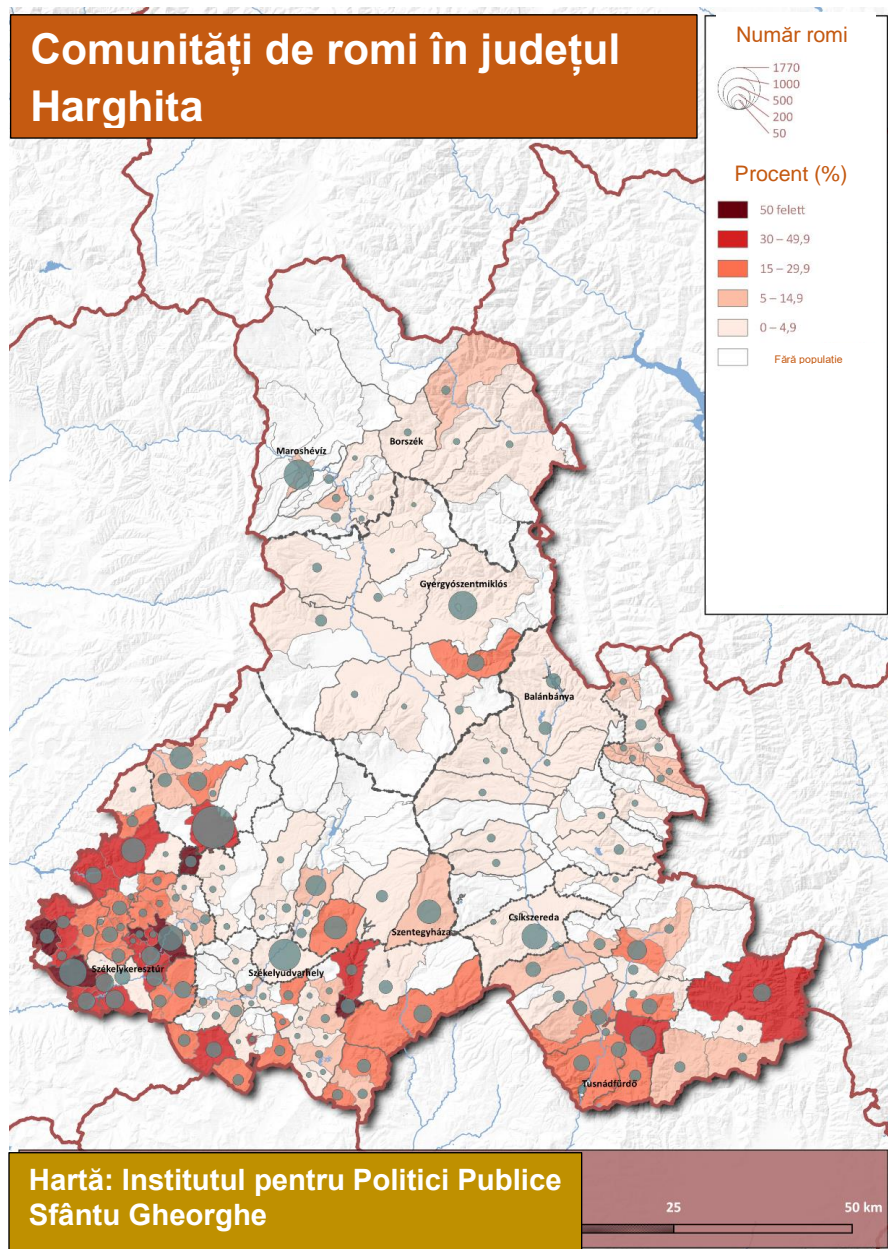 Comunități de romi în județul
Harghita
Număr romi
1770
1000
500
200
50
Procent (%)
50 felett
30 – 49,9
15 – 29,9
5 – 14,9
0 – 4,9
Fără populație
Borszék
Maroshévíz
Gyergyószentmiklós
Balánbánya
Szentegyháza
Csíkszereda
Székelykeresztúr
Székelyudvarhely
Tusnádfürdő
Hartă: Institutul pentru Politici Publice
Sfântu Gheorghe
25
50 km